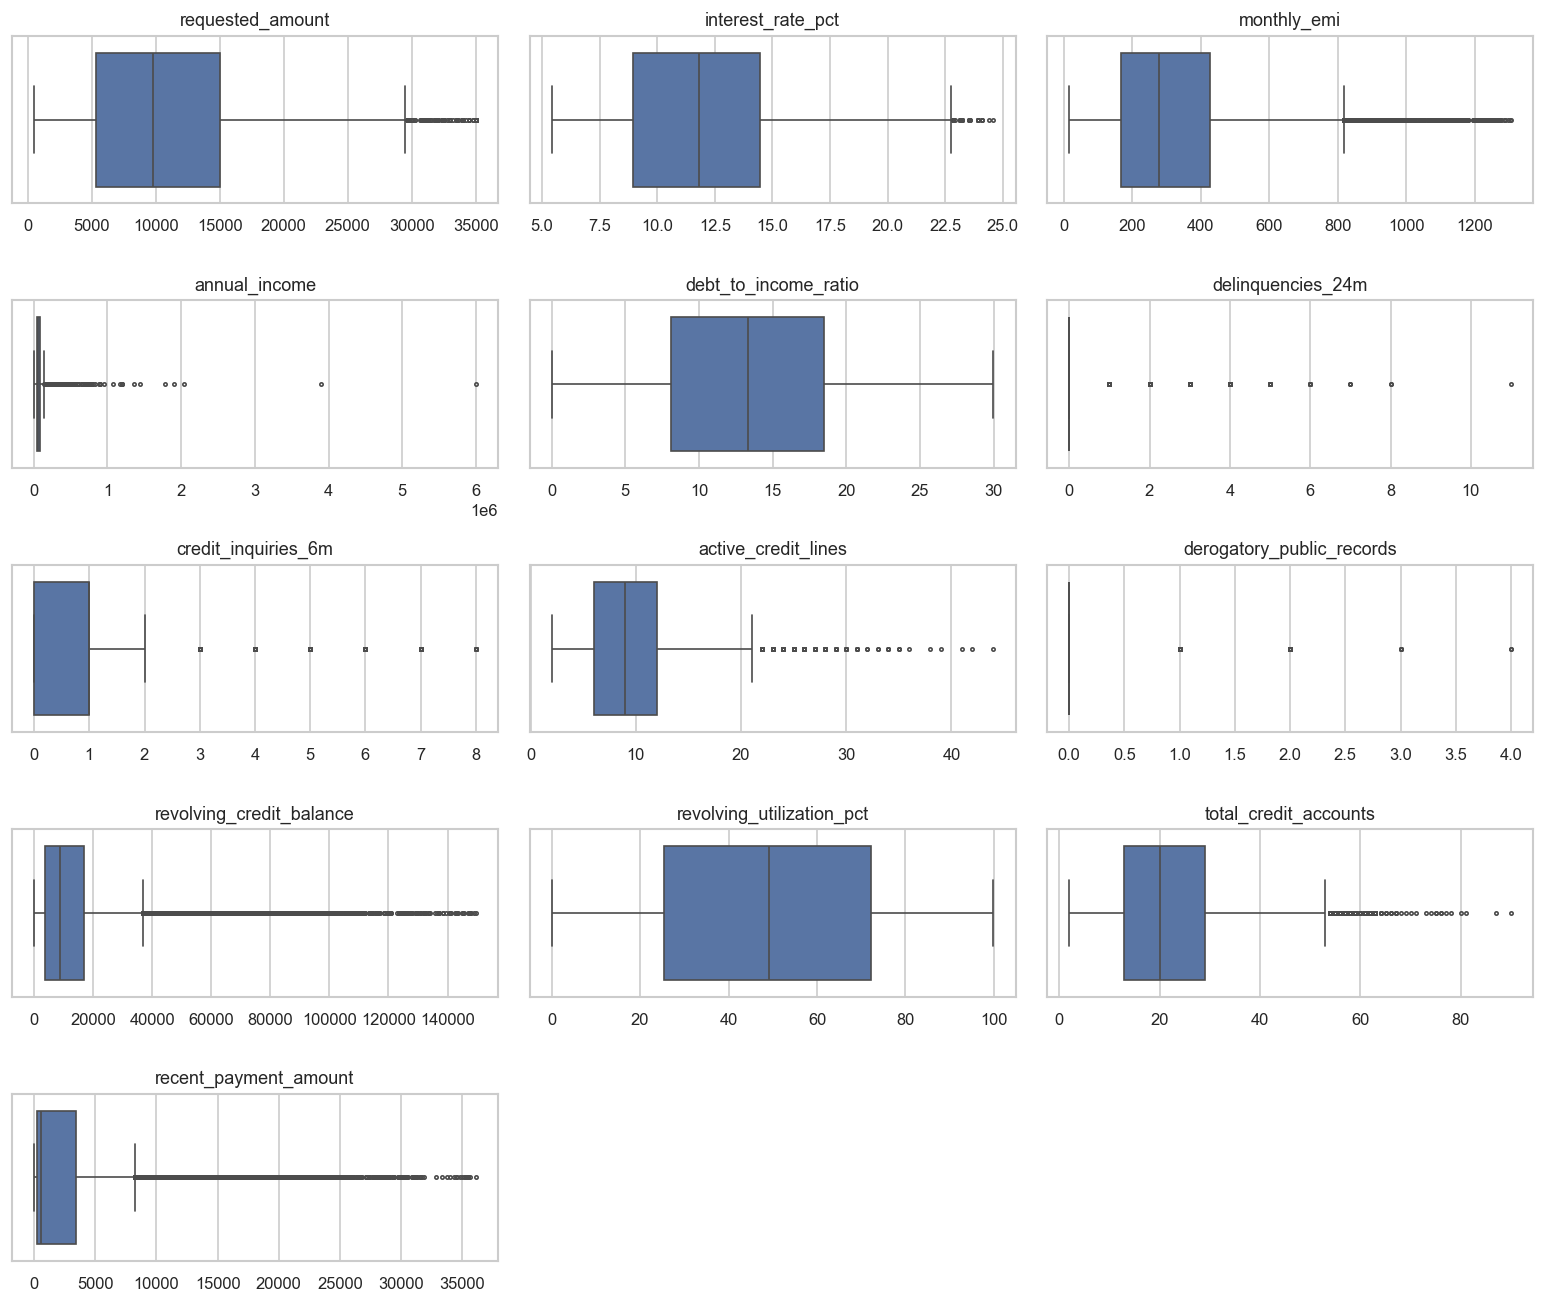 requested_amount interest_rate_pct monthly_emi
0 5000 10000 15000 20000 25000 30000 35000 5.0 7.5 10.0 12.5 15.0 17.5 20.0 22.5 25.0 0 200 400 600 800 1000 1200
annual_income debt_to_income_ratio delinquencies_24m
0 1 2 3 4 5 6 0 5 10 15 20 25 30 0 2 4 6 8 10
1e6
credit_inquiries_6m active_credit_lines derogatory_public_records
0 1 2 3 4 5 6 7 8 0 10 20 30 40 0.0 0.5 1.0 1.5 2.0 2.5 3.0 3.5 4.0
revolving_credit_balance revolving_utilization_pct total_credit_accounts
0 20000 40000 60000 80000 100000 120000 140000 0 20 40 60 80 100 0 20 40 60 80
recent_payment_amount
0 5000 10000 15000 20000 25000 30000 35000